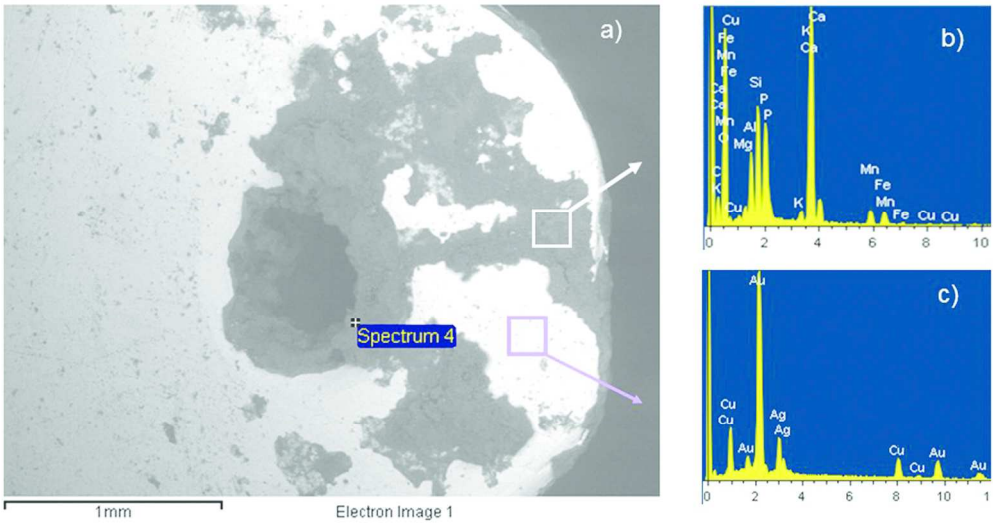 a)
Spectrum 4
1mm
Electron Image 1
b)
Cu
Fe
Mn
Fe
Ca
Ca
Mn
O
C
K
Cu
Mg
Al
Si
P
P
K
Ca
K
Ca
Mn
Fe
Mn
Fe
Cu
Cu
0 2 4 6 8 10
c)
Cu
Cu
Au
Au
Ag
Ag
Cu
Cu
Au
Au
0 2 4 6 8 10 1